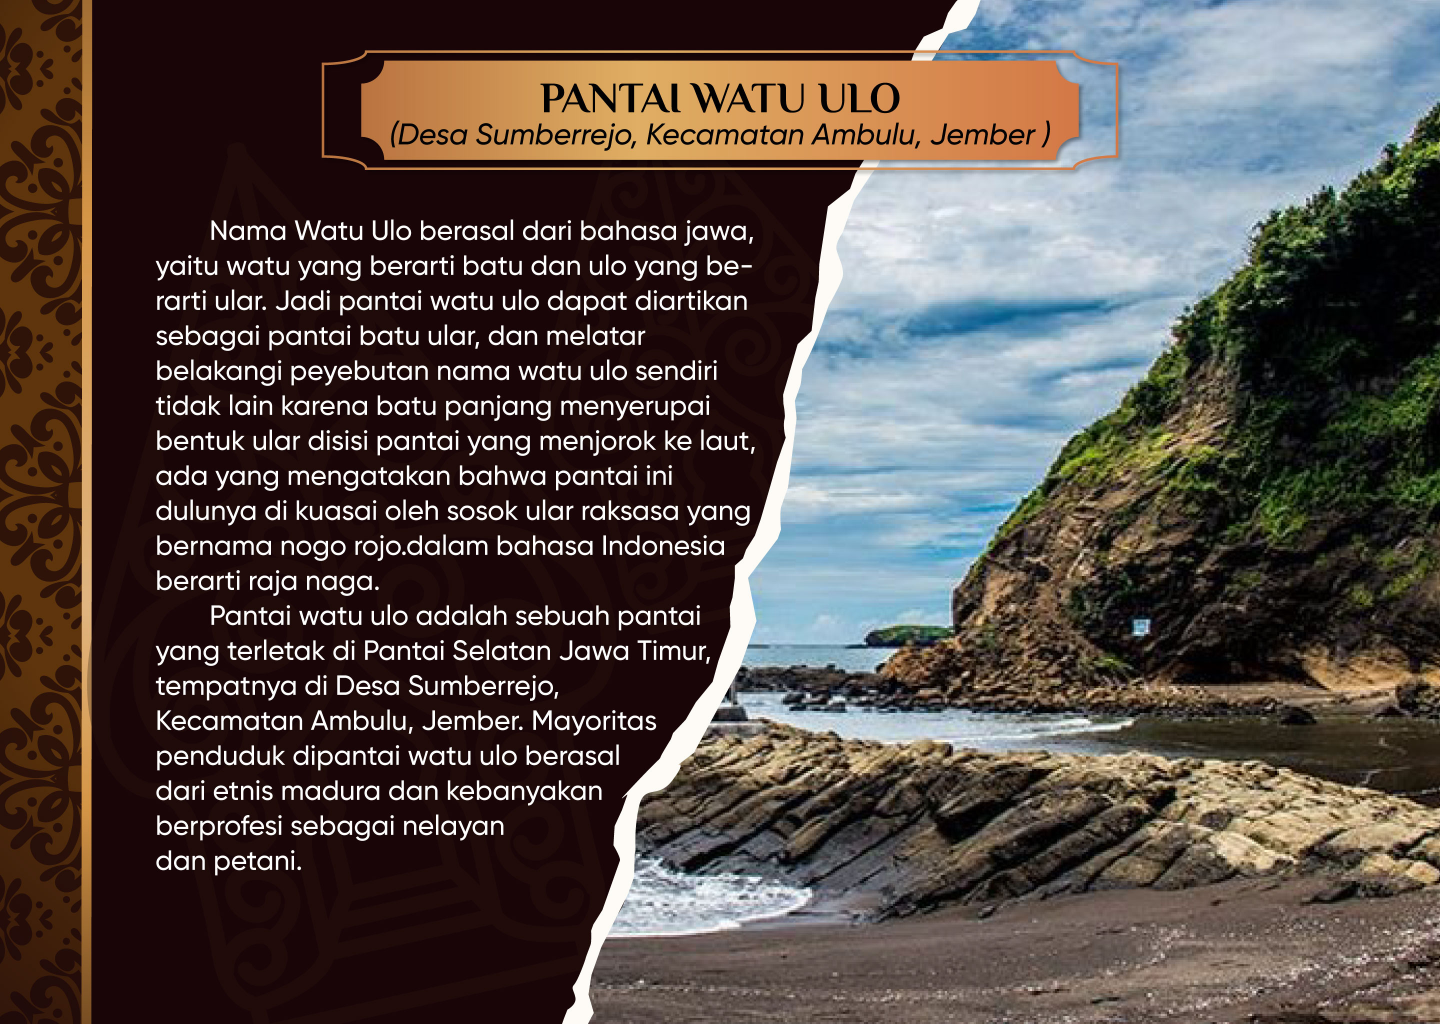 PANTAI WATU ULO
(Desa Sumberrejo, Kecamatan Ambulu, Jember )
Nama Watu Ulo berasal dari bahasa jawa,
yaitu watu yang berarti batu dan ulo yang be-
rarti ular. Jadi pantai watu ulo dapat diartikan
sebagai pantai batu ular, dan melatar
belakangi peyebutan nama watu ulo sendiri
tidak lain karena batu panjang menyerupai
bentuk ular disisi pantai yang menjorok ke laut,
ada yang mengatakan bahwa pantai ini
dulunya di kuasai oleh sosok ular raksasa yang
bernama nogo rojo.dalam bahasa Indonesia
berarti raja naga.
Pantai watu ulo adalah sebuah pantai
yang terletak di Pantai Selatan Jawa Timur,
tempatnya di Desa Sumberrejo,
Kecamatan Ambulu, Jember. Mayoritas
penduduk dipantai watu ulo berasal
dari etnis madura dan kebanyakan
berprofesi sebagai nelayan
dan petani.